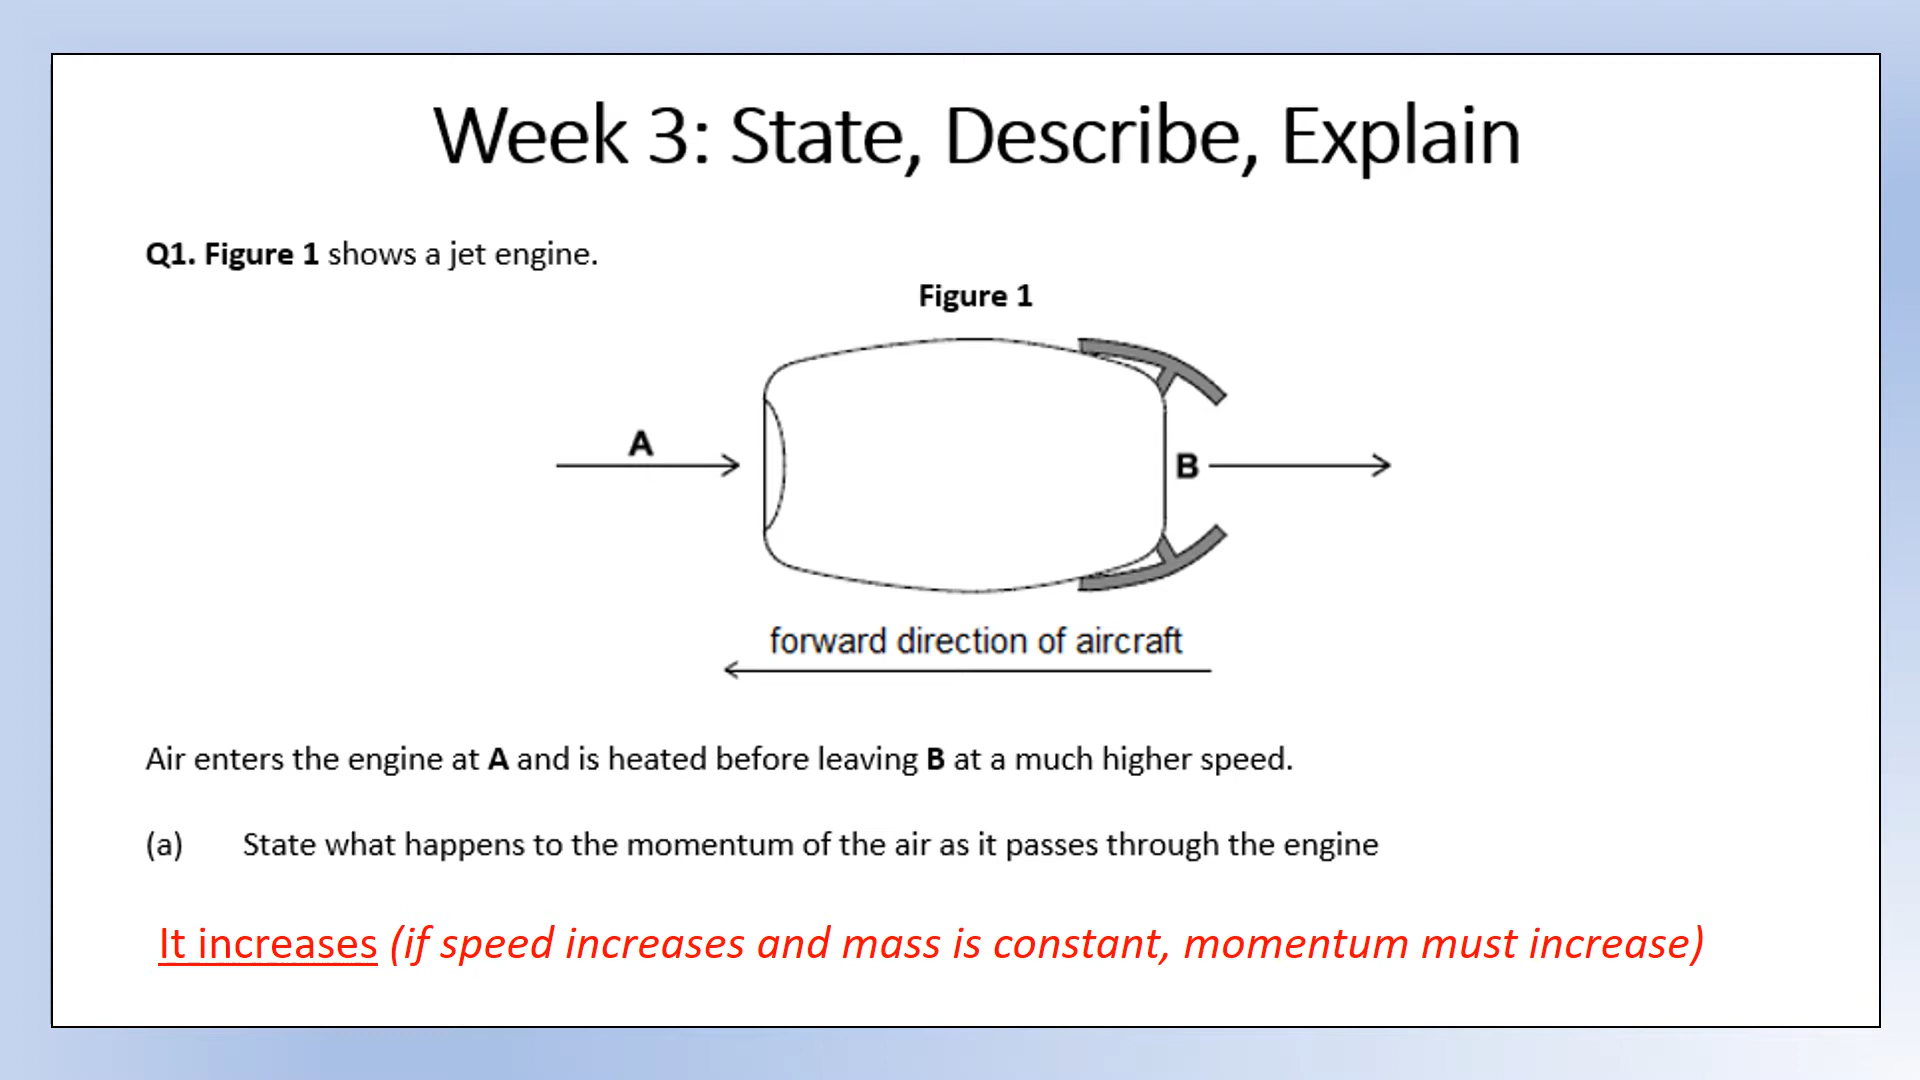 Week 3: State, Describe, Explain
Q1. Figure 1 shows a jet engine.
Figure 1
A
B
forward direction of aircraft
Air enters the engine at A and is heated before leaving B at a much higher speed.
(a) State what happens to the momentum of the air as it passes through the engine
It increases (if speed increases and mass is constant, momentum must increase)